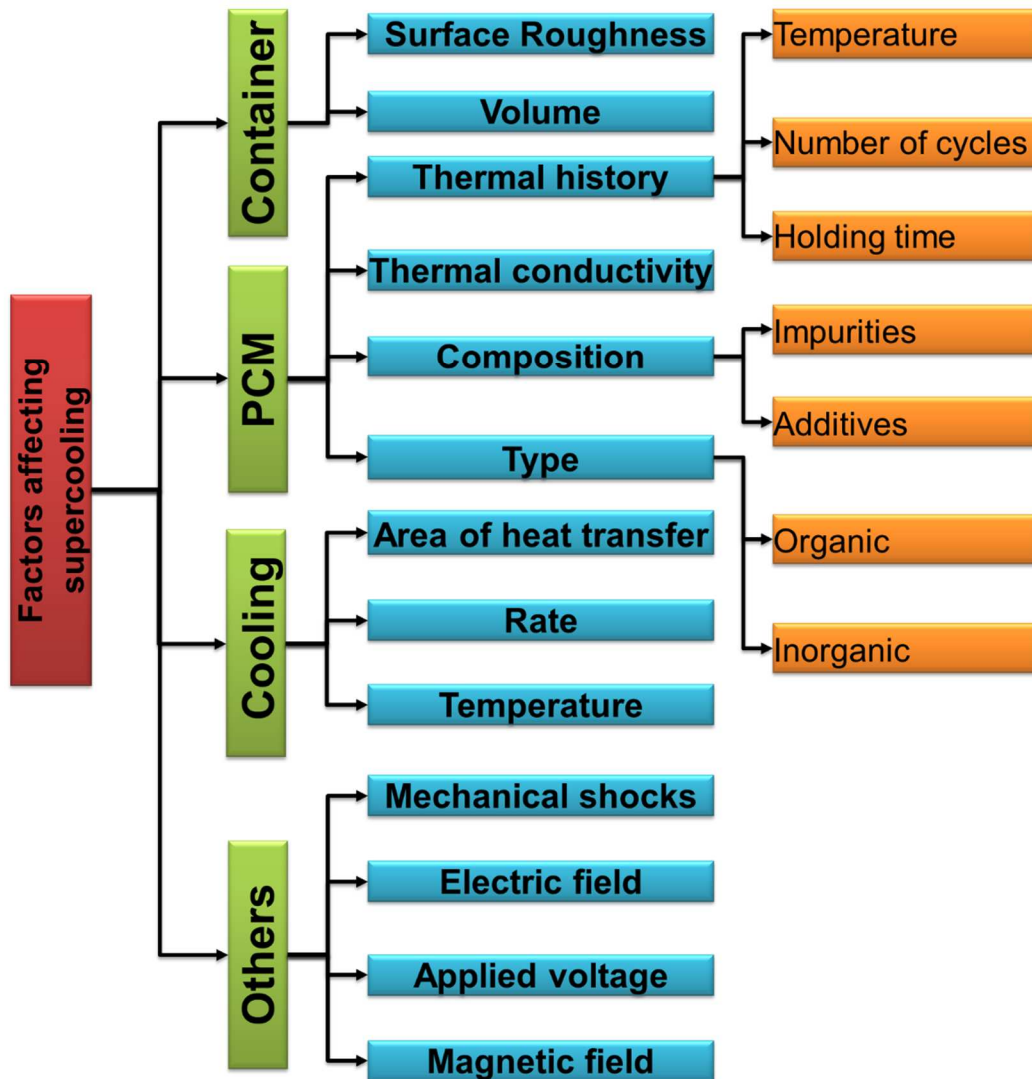 Factors affecting
supercooling
Container
Surface Roughness
Volume
PCM
Thermal history
Temperature
Number of cycles
Holding time
Thermal conductivity
Composition
Impurities
Additives
Type
Organic
Inorganic
Cooling
Area of heat transfer
Rate
Temperature
Others
Mechanical shocks
Electric field
Applied voltage
Magnetic field